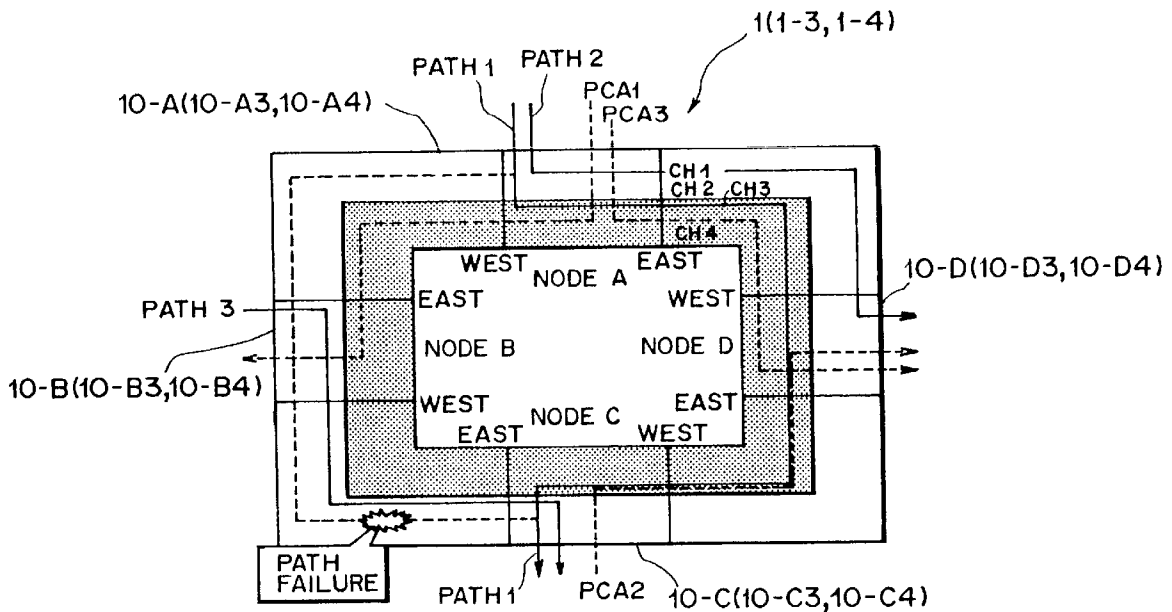 1(1-3,1-4)
PATH 1
PATH 2
PCA1
PCA3
10-A(10-A3,10-A4)
CH1
CH2
CH3
CH4
WEST
NODE A
EAST
10-D(10-D3,10-D4)
EAST
WEST
PATH 3
NODE B
NODE D
10-B(10-B3,10-B4)
WEST
EAST
EAST
NODE C
WEST
PATH
FAILURE
PATH 1
PCA2
10-C(10-C3,10-C4)